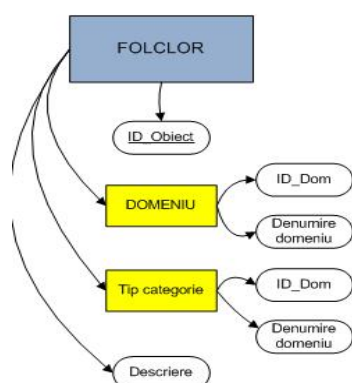 FOLCLOR
ID_Obiect
ID_Dom
DOMENIU
Denumire
domeniu
ID_Dom
Tip categorie
Denumire
domeniu
Descriere